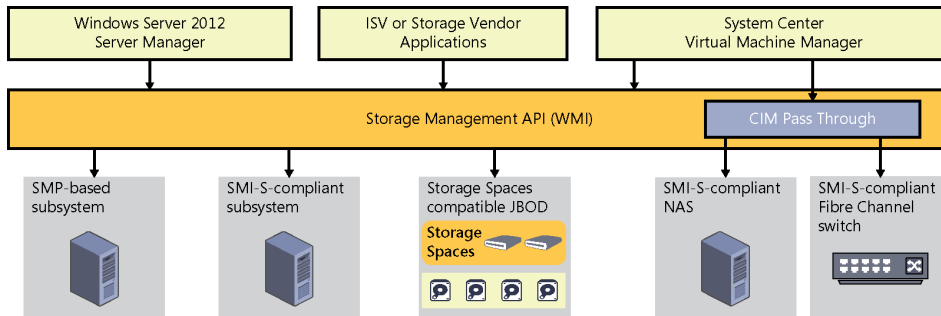 Windows Server 2012
Server Manager
ISV or Storage Vendor
Applications
System Center
Virtual Machine Manager
Storage Management API (WMI)
CIM Pass Through
SMP-based
subsystem
SMI-S-compliant
subsystem
Storage Spaces
compatible JBOD
Storage
Spaces
SMI-S-compliant
NAS
SMI-S-compliant
Fibre Channel
switch